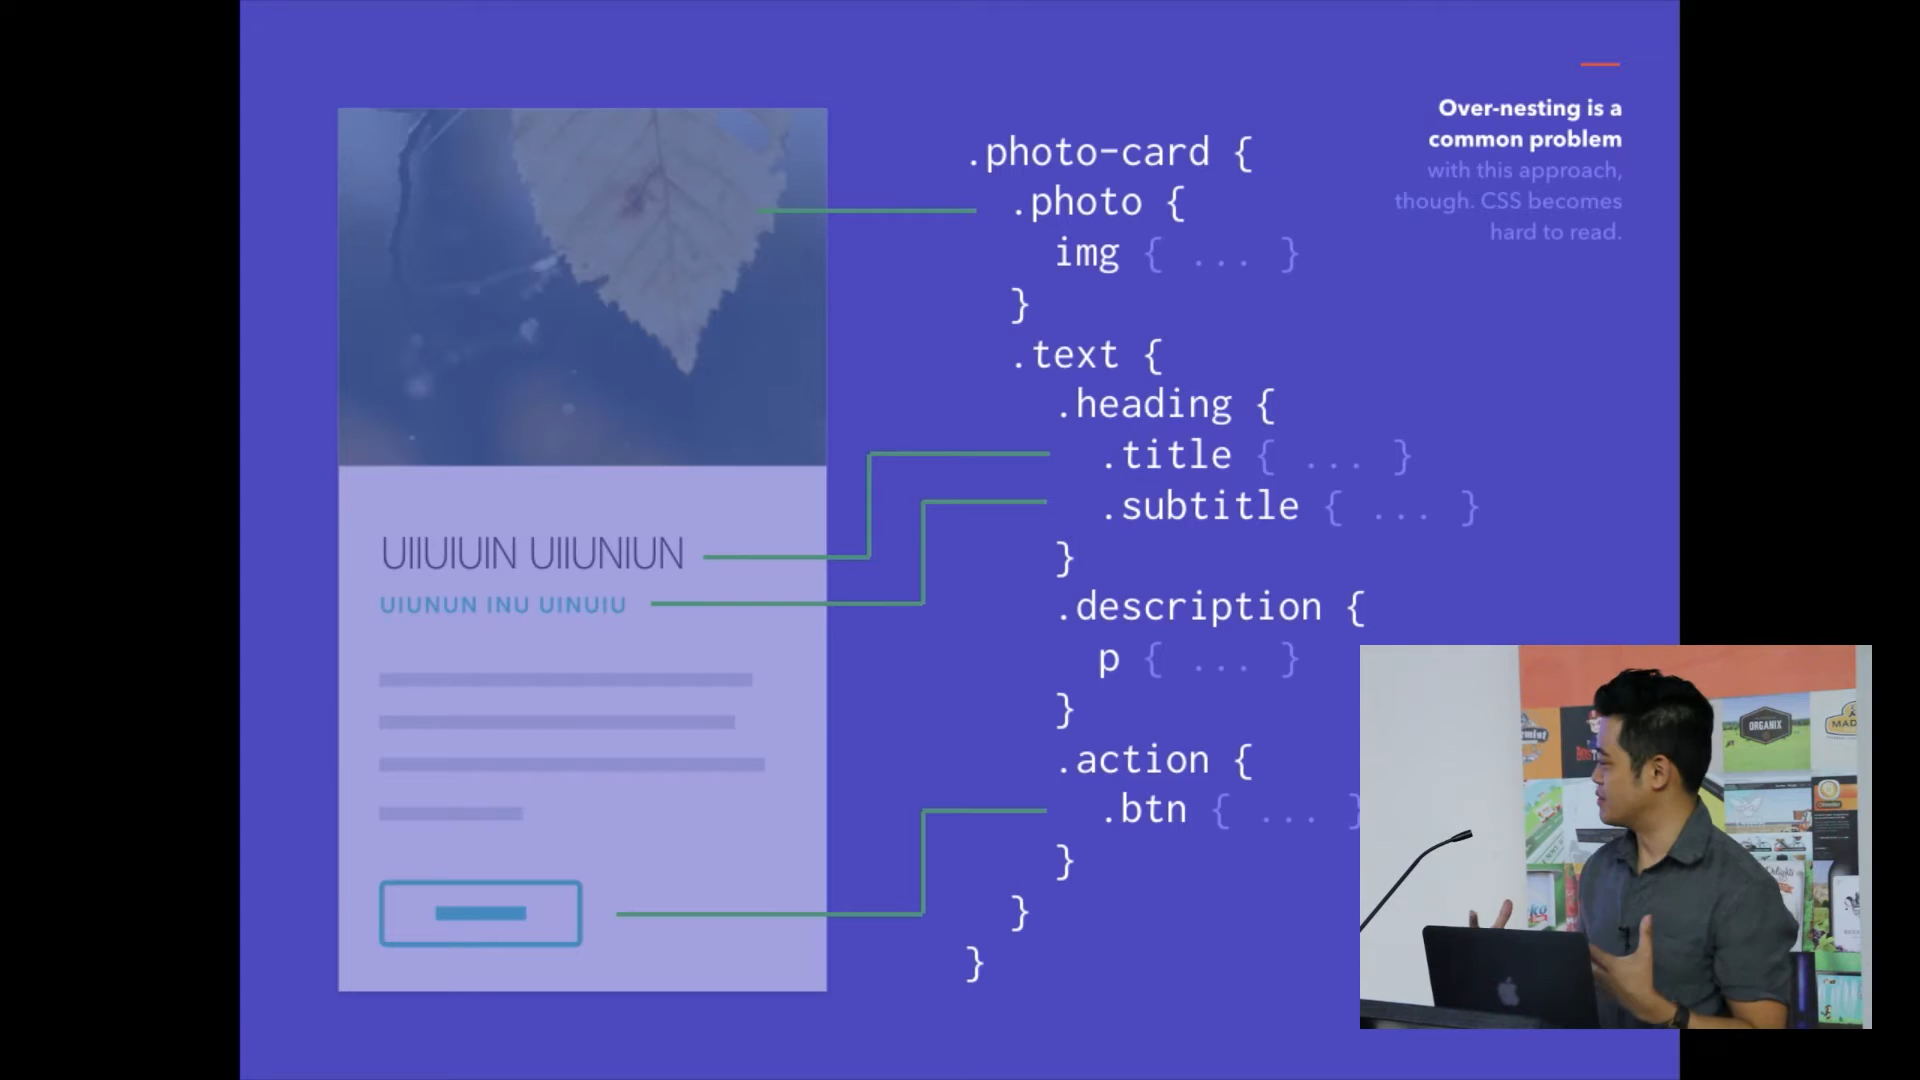 Over-nesting is a
common problem
with this approach,
though. CSS becomes
hard to read.
.photo-card {
.photo {
img { ... }
}
.text {
.heading {
.title { ... }
.subtitle { ... }
}
.description {
p { ... }
}
.action {
.btn { ... }
}
}
}
UIIUIUIN UIIUNIUN
UIUNUN INU UINUIU
ORGANIX